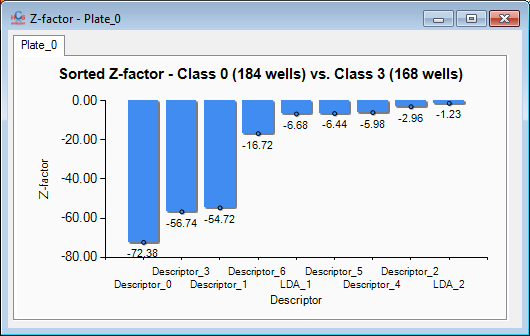 Z-factor - Plate_0
Plate_0
Sorted Z-factor - Class 0 (184 wells) vs. Class 3 (168 wells)
0.00
-20.00
-40.00
-60.00
-80.00
Z-factor
-72.38
-56.74
-54.72
-16.72
-6.68
-6.44
-5.98
-2.96
-1.23
Descriptor_3 Descriptor_6 Descriptor_5 Descriptor_2
Descriptor_0 Descriptor_1 LDA_1 Descriptor_4 LDA_2
Descriptor